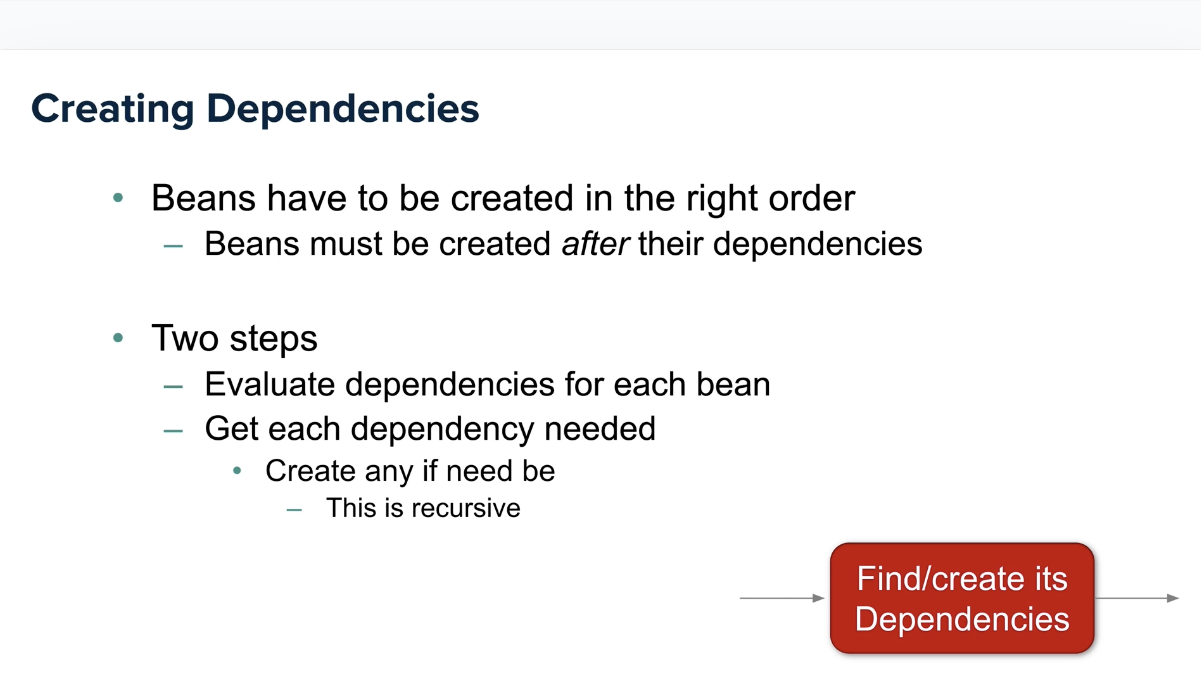 Creating Dependencies
• Beans have to be created in the right order
– Beans must be created after their dependencies
• Two steps
– Evaluate dependencies for each bean
– Get each dependency needed
• Create any if need be
– This is recursive
Find/create its
Dependencies